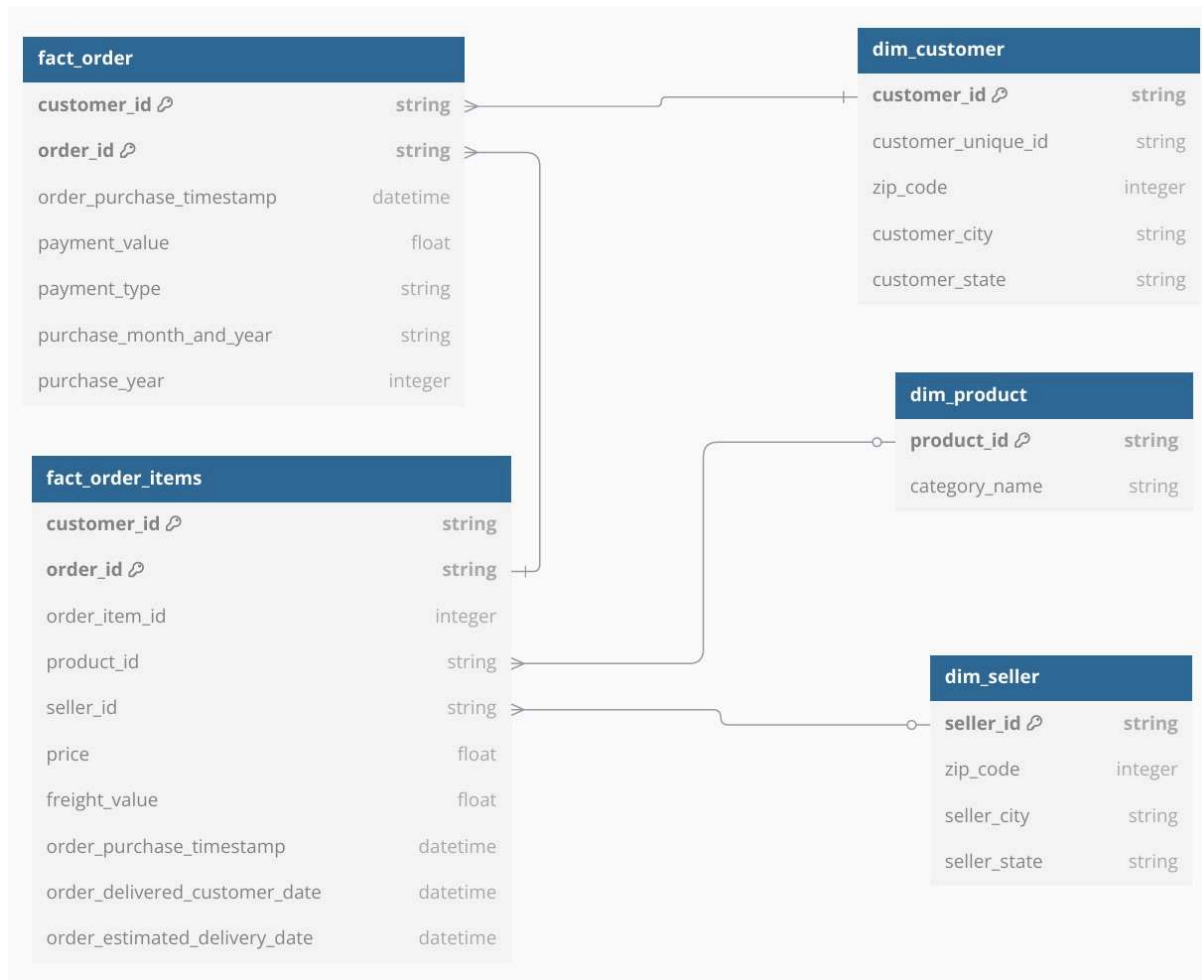 fact_order
customer_id string
order_id string
order_purchase_timestamp datetime
payment_value float
payment_type string
purchase_month_and_year string
purchase_year integer
dim_customer
customer_id string
customer_unique_id string
zip_code integer
customer_city string
customer_state string
dim_product
product_id string
category_name string
fact_order_items
customer_id string
order_id string
order_item_id integer
product_id string
seller_id string
price float
freight_value float
order_purchase_timestamp datetime
order_delivered_customer_date datetime
order_estimated_delivery_date datetime
dim_seller
seller_id string
zip_code integer
seller_city string
seller_state string